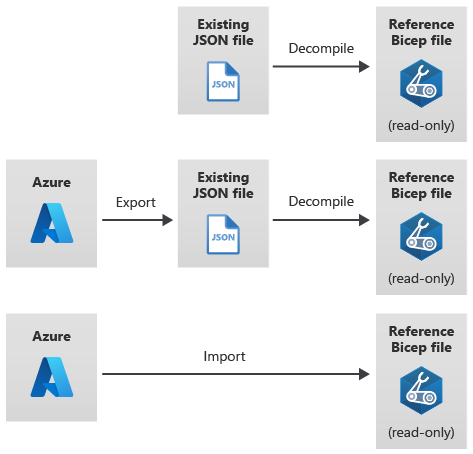 Existing
JSON file
JSON
Decompile
Reference
Bicep file
(read-only)
Azure
Export
Existing
JSON file
JSON
Decompile
Reference
Bicep file
(read-only)
Azure
Import
Reference
Bicep file
(read-only)